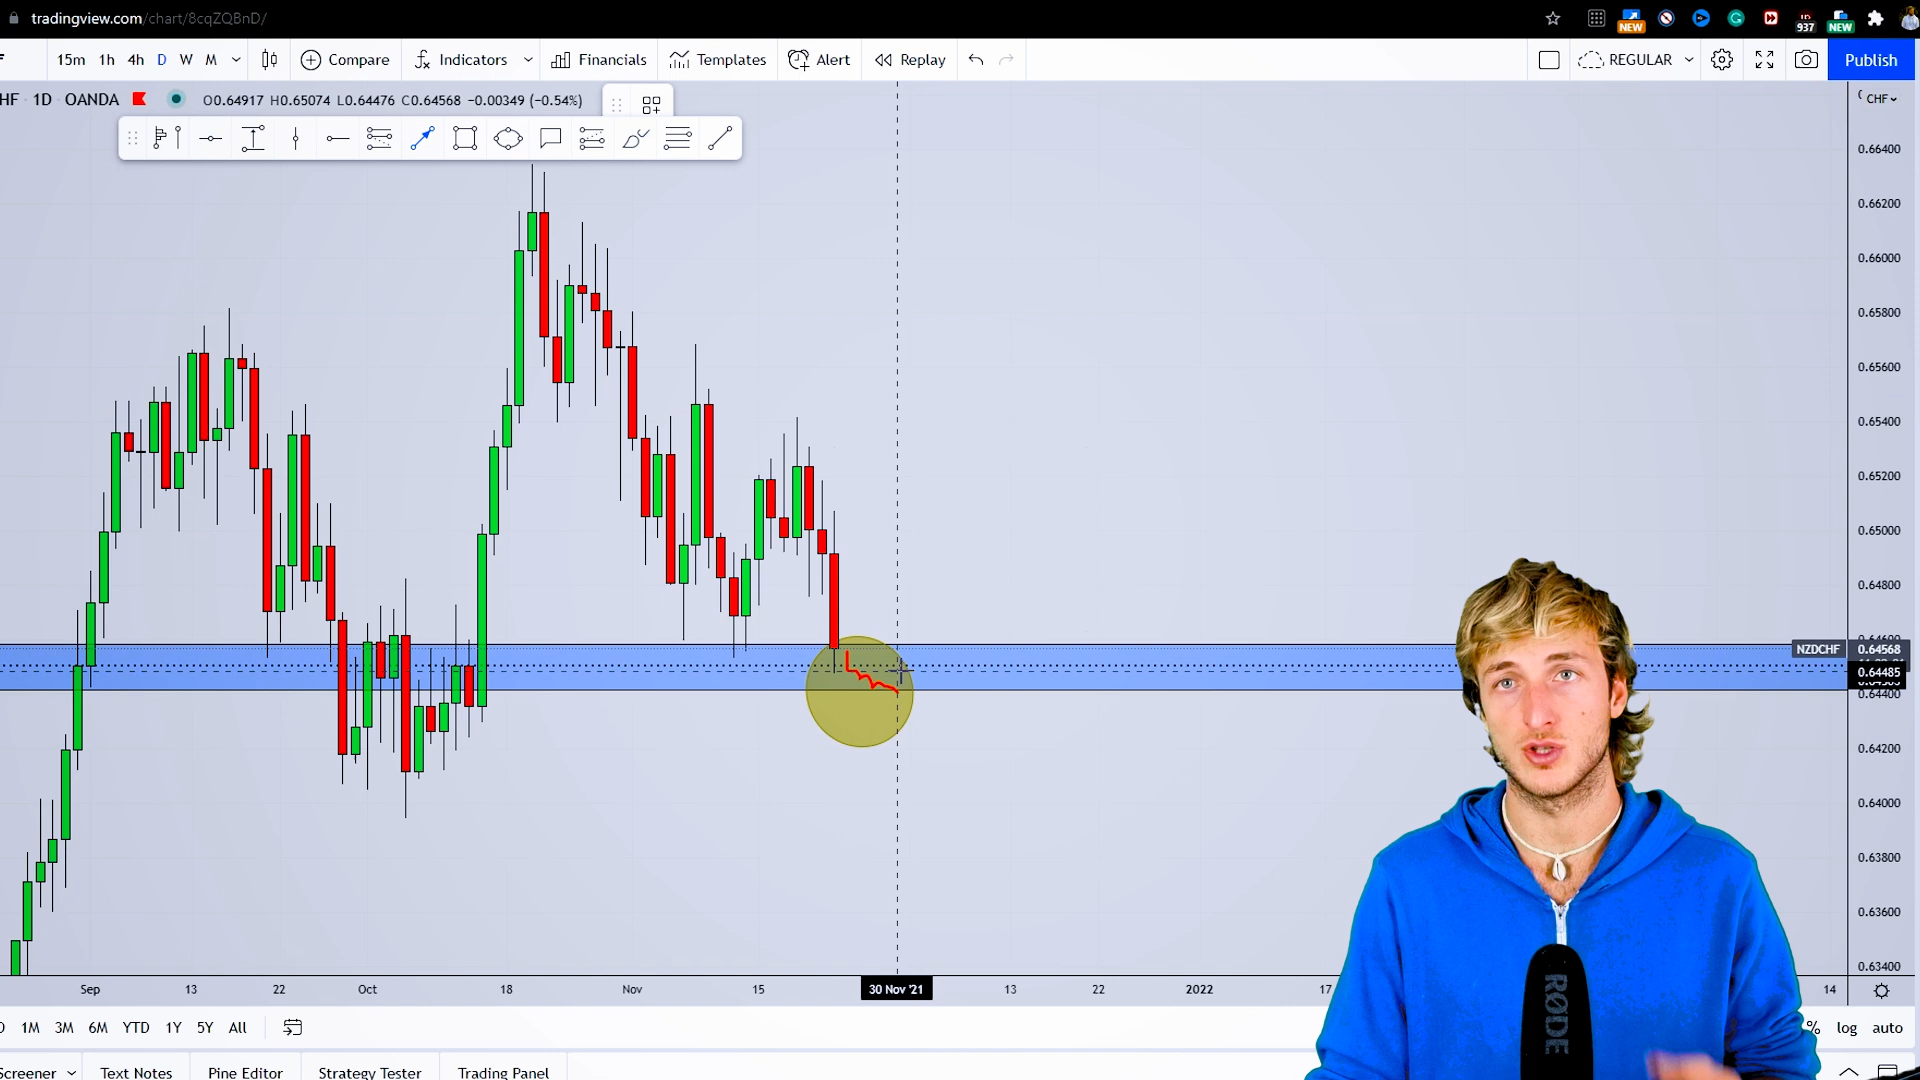 tradingview.com/chart/8cqZQBnD/
NEW
937
NEW
15m 1h 4h D W M Compare Indicators Financials Templates Alert Replay REGULAR Publish
HF 1D OANDA O0.64917 H0.65074 L0.64476 C0.64568 −0.00349 (−0.54%)
CHF
0.66400
0.66200
0.66000
0.65800
0.65600
0.65400
0.65200
0.65000
0.64800
0.64600
NZDCHF 0.64568
0.64485
0.64400
0.64200
0.64000
0.63800
0.63600
0.63400
Sep 13 22 Oct 18 Nov 15 30 Nov '21 13 22 2022 17 14
1M 3M 6M YTD 1Y 5Y All % log auto
Screener Text Notes Pine Editor Strategy Tester Trading Panel
RØDE